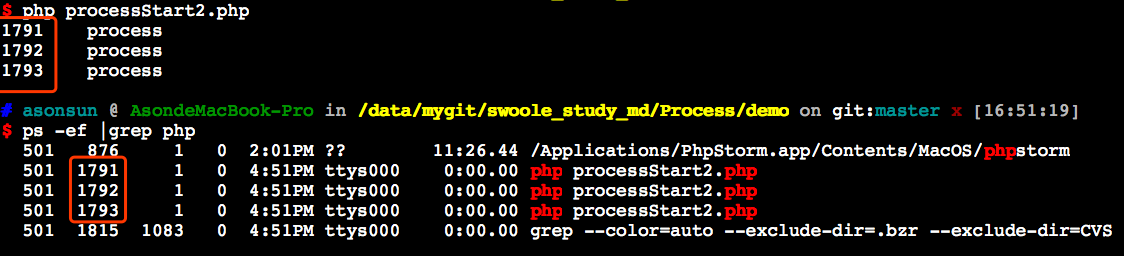 $ php processStart2.php
1791    process
1792    process
1793    process
# asonsun @ AsondeMacBook-Pro in /data/mygit/swoole_study_md/Process/demo on git:master x [16:51:19]
$ ps -ef |grep php
501   876     1   0  2:01PM ??        11:26.44 /Applications/PhpStorm.app/Contents/MacOS/phpstorm
501  1791     1   0  4:51PM ttys000    0:00.00 php processStart2.php
501  1792     1   0  4:51PM ttys000    0:00.00 php processStart2.php
501  1793     1   0  4:51PM ttys000    0:00.00 php processStart2.php
501  1815  1083   0  4:51PM ttys000    0:00.00 grep --color=auto --exclude-dir=.bzr --exclude-dir=CVS